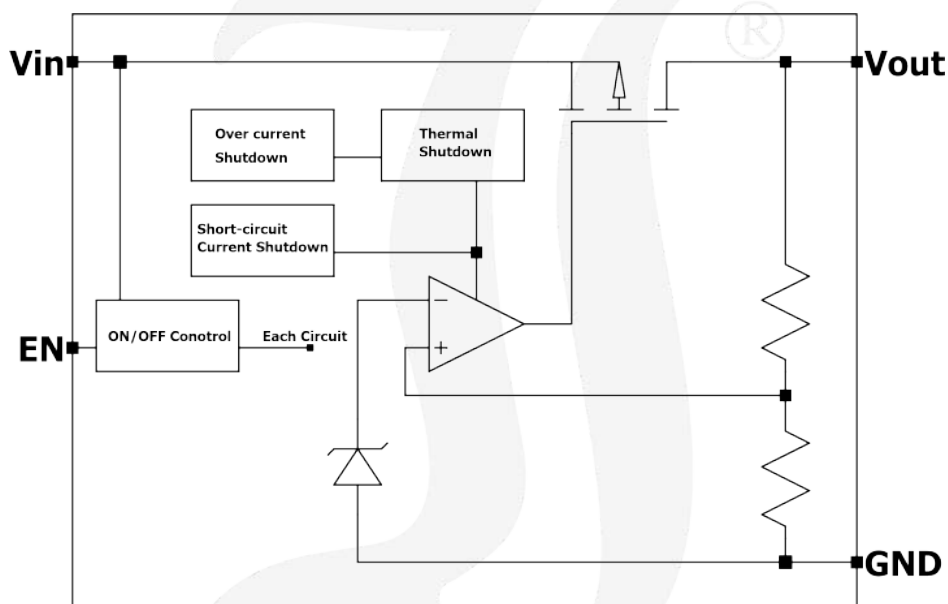 ®
Vin
Vout
Over current
Shutdown
Thermal
Shutdown
Short-circuit
Current Shutdown
−
ON/OFF Conotrol
Each Circuit
EN
+
GND